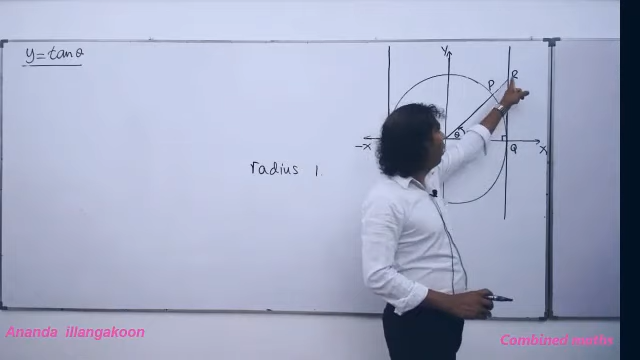 y = tanθ
Y
P
R
θ
-X
Q
X
radius 1
Ananda illangakoon
Combined maths